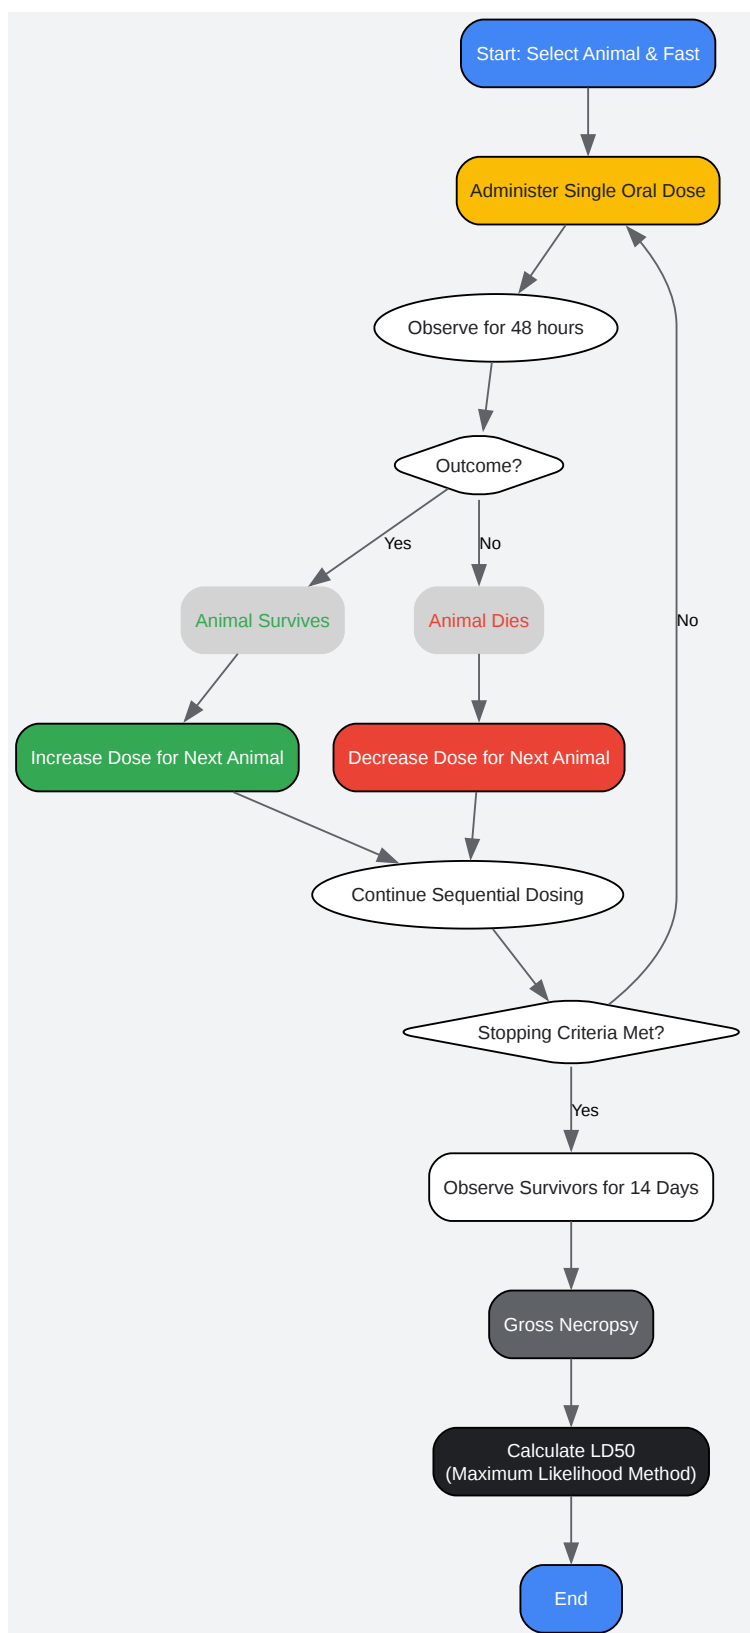 Start: Select Animal & Fast
Administer Single Oral Dose
Observe for 48 hours
Outcome?
Yes
No
Animal Survives
Animal Dies
No
Increase Dose for Next Animal
Decrease Dose for Next Animal
Continue Sequential Dosing
Stopping Criteria Met?
Yes
Observe Survivors for 14 Days
Gross Necropsy
Calculate LD50
(Maximum Likelihood Method)
End